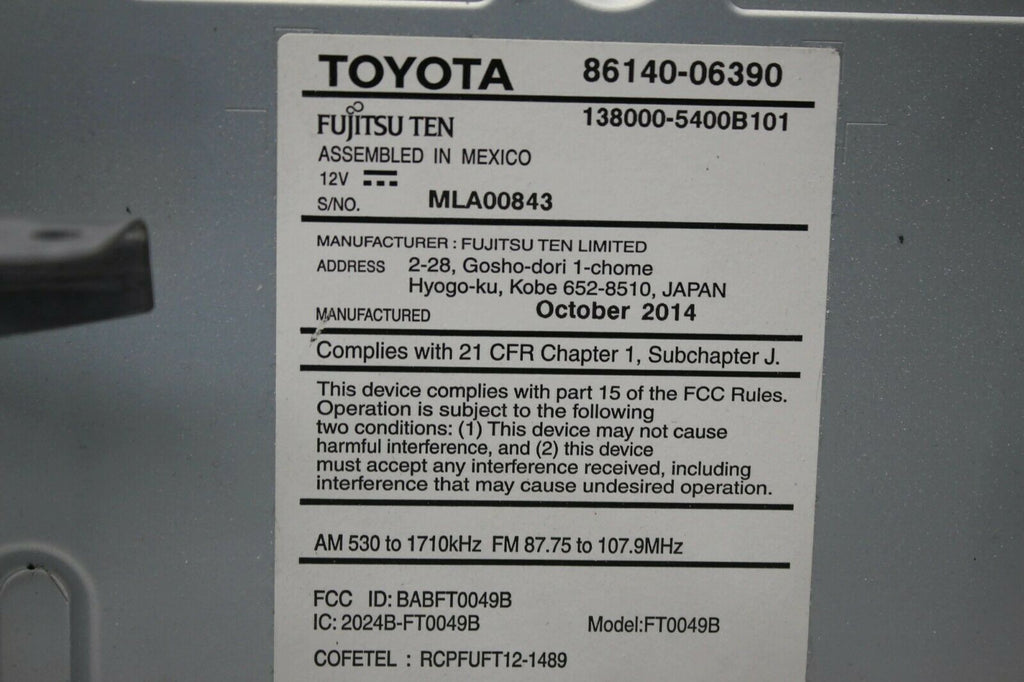 TOYOTA 86140-06390
FUJITSU TEN 138000-5400B101
ASSEMBLED IN MEXICO
12V
S/NO. MLA00843
MANUFACTURER : FUJITSU TEN LIMITED
ADDRESS 2-28, Gosho-dori 1-chome
Hyogo-ku, Kobe 652-8510, JAPAN
MANUFACTURED October 2014
Complies with 21 CFR Chapter 1, Subchapter J.
This device complies with part 15 of the FCC Rules.
Operation is subject to the following
two conditions: (1) This device may not cause
harmful interference, and (2) this device
must accept any interference received, including
interference that may cause undesired operation.
AM 530 to 1710kHz FM 87.75 to 107.9MHz
FCC ID: BABFT0049B
IC: 2024B-FT0049B Model:FT0049B
COFETEL : RCPFUFT12-1489